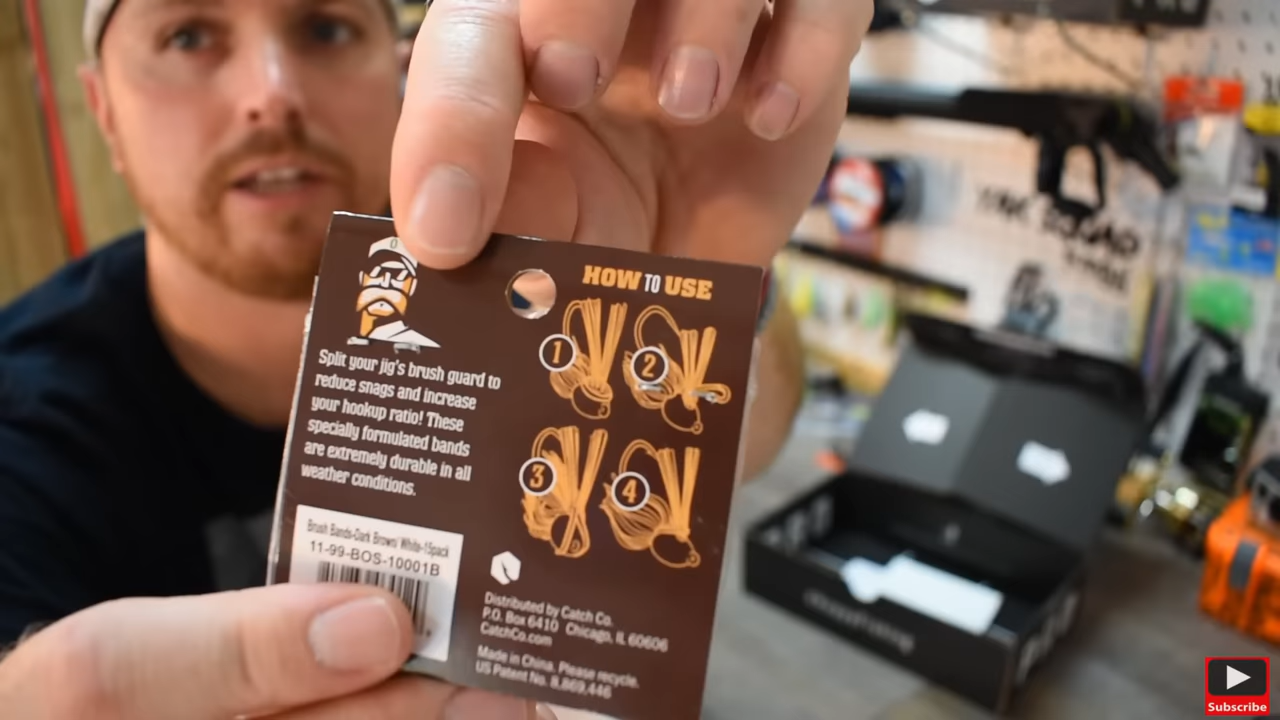 HOW TO USE
1
2
3
4
Split your jig's brush guard to
reduce snags and increase
your hookup ratio! These
specially formulated bands
are extremely durable in all
weather conditions.
Brush Bands-Dark Brown/ White-15pack
11-99-BOS-10001B
Distributed by Catch Co.
P.O. Box 6410 Chicago, IL 60606
CatchCo.com
Made in China. Please recycle.
US Patent No. 8,869,446
Subscribe